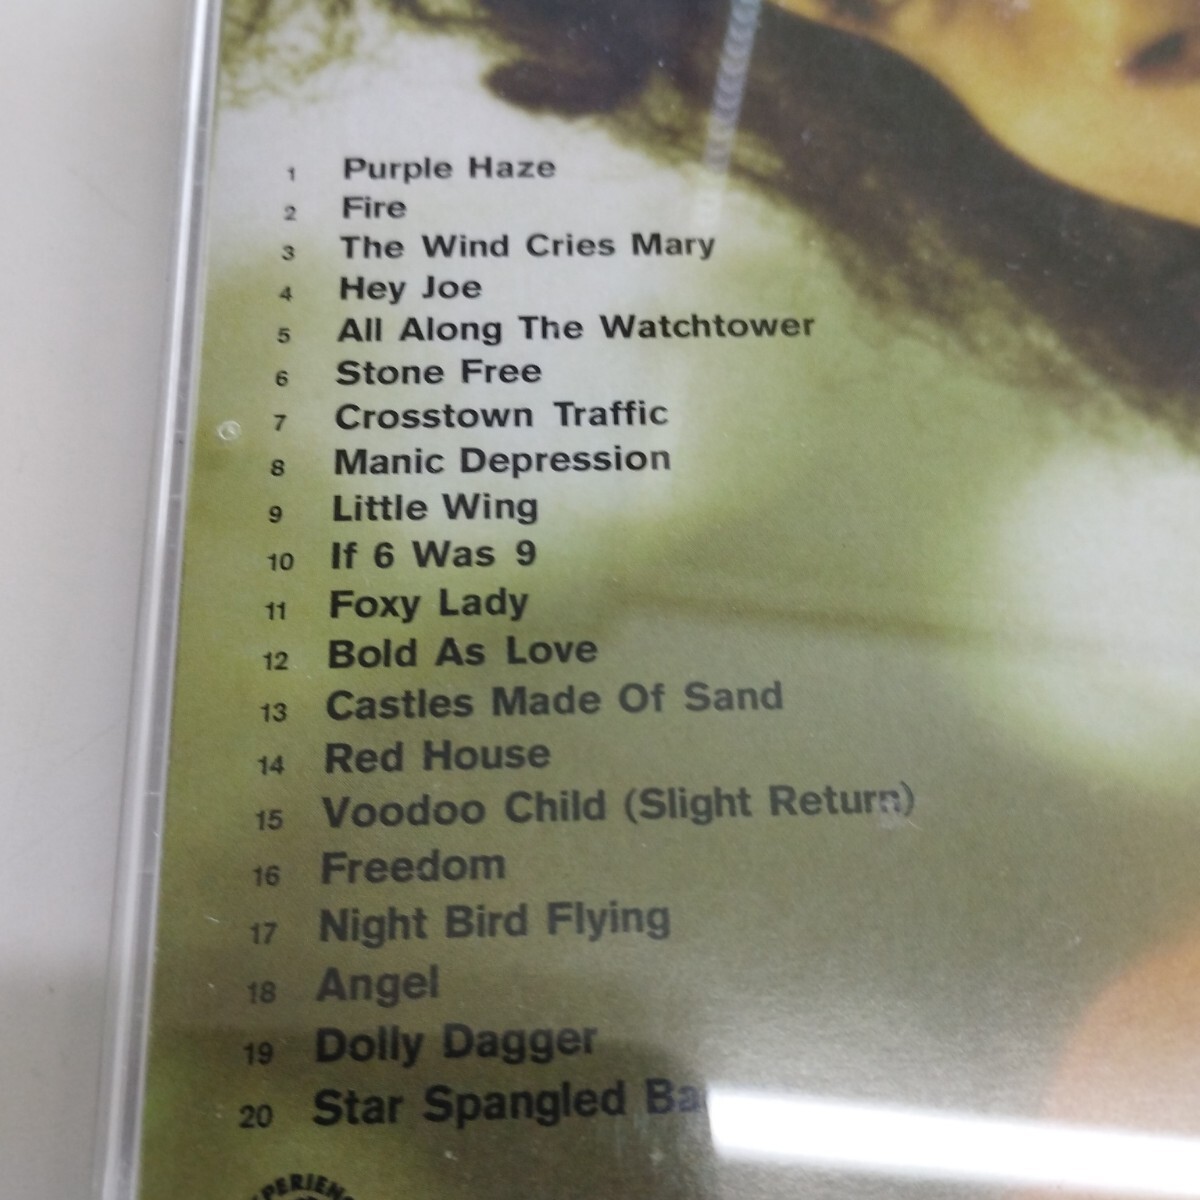 1 Purple Haze
2 Fire
3 The Wind Cries Mary
4 Hey Joe
5 All Along The Watchtower
6 Stone Free
7 Crosstown Traffic
8 Manic Depression
9 Little Wing
10 If 6 Was 9
11 Foxy Lady
12 Bold As Love
13 Castles Made Of Sand
14 Red House
15 Voodoo Child (Slight Return)
16 Freedom
17 Night Bird Flying
18 Angel
19 Dolly Dagger
20 Star Spangled